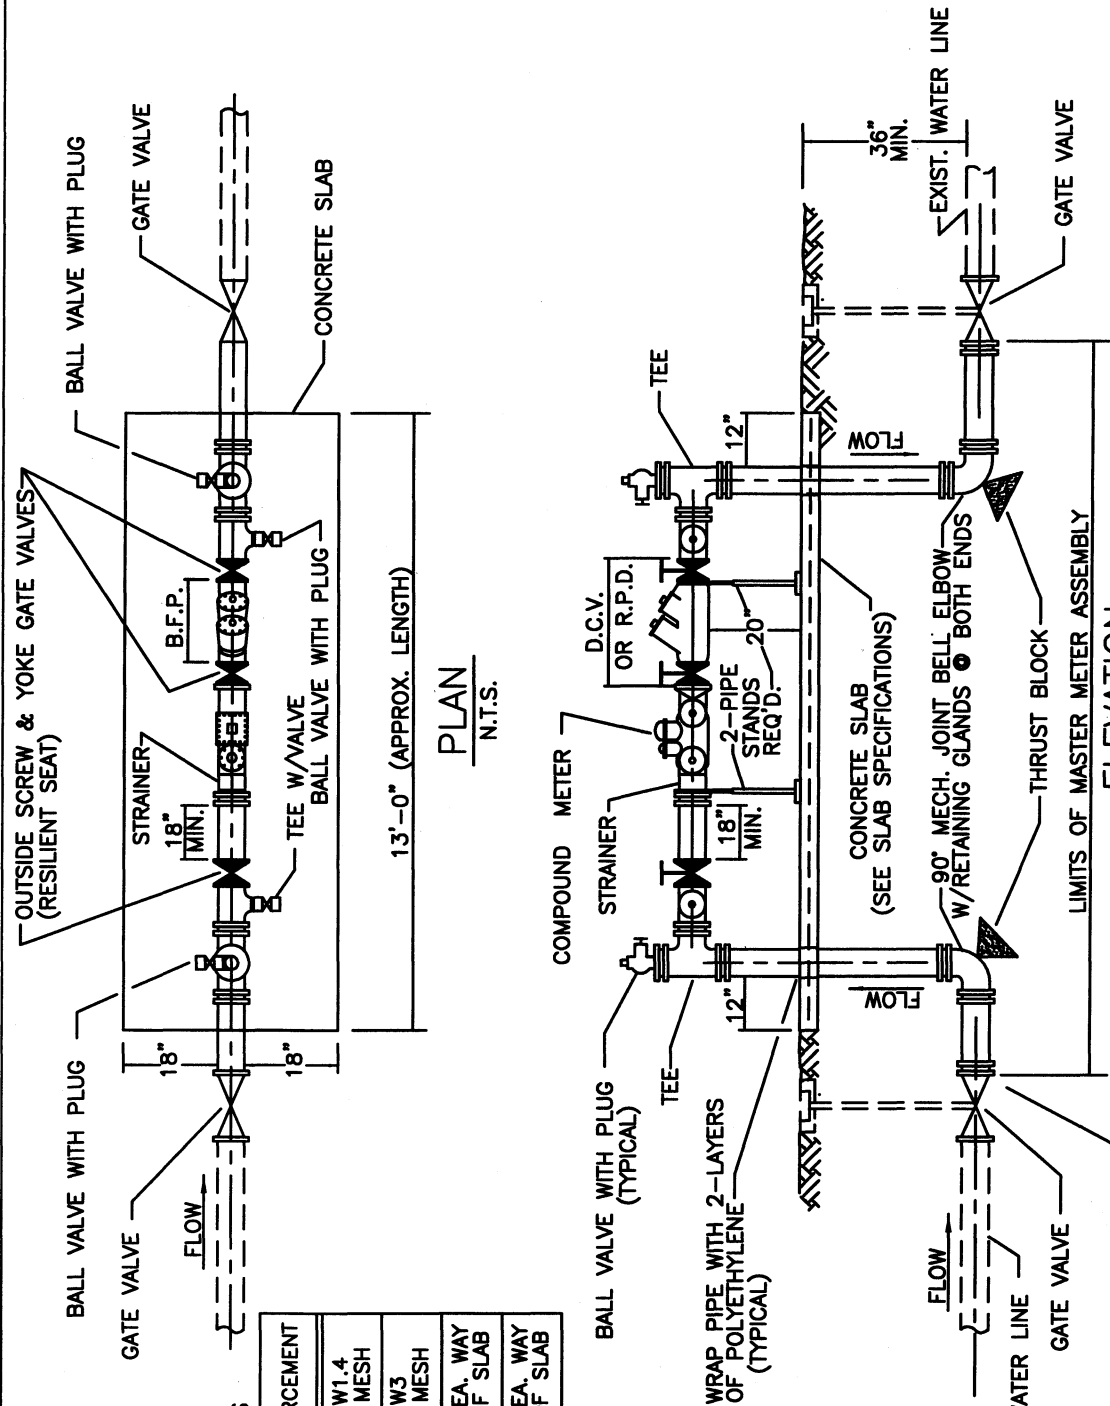 OUTSIDE SCREW & YOKE GATE VALVES
(RESILIENT SEAT)
BALL VALVE WITH PLUG
GATE VALVE
CONCRETE SLAB
B.F.P.
STRAINER
18"
MIN.
TEE W/VALVE
BALL VALVE WITH PLUG
13'-0" (APPROX. LENGTH)
18"
18"
BALL VALVE WITH PLUG
GATE VALVE
FLOW
PLAN
N.T.S.
RCEMENT
W1.4
MESH
W3
MESH
EA. WAY
F SLAB
EA. WAY
F SLAB
36"
MIN.
EXIST. WATER LINE
GATE VALVE
TEE
12"
FLOW
D.C.V.
OR R.P.D.
20"
2-PIPE
STANDS
REQ'D.
COMPOUND METER
STRAINER
18"
MIN.
CONCRETE SLAB
(SEE SLAB SPECIFICATIONS)
90° MECH. JOINT BELL ELBOW
W/RETAINING GLANDS @ BOTH ENDS
THRUST BLOCK
LIMITS OF MASTER METER ASSEMBLY
BALL VALVE WITH PLUG
(TYPICAL)
TEE
12"
FLOW
WRAP PIPE WITH 2-LAYERS
OF POLYETHYLENE
(TYPICAL)
FLOW
GATE VALVE
ATER LINE
ELEVATION